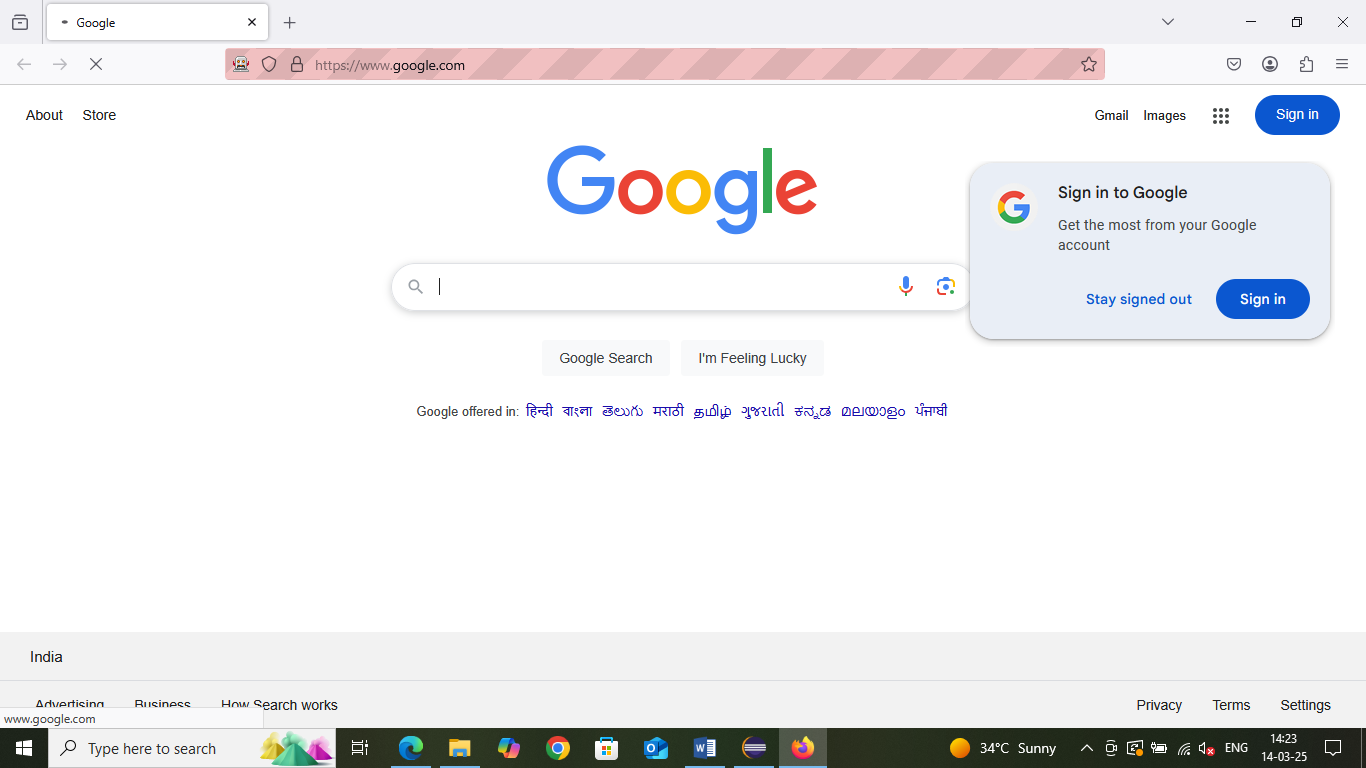 Google
https://www.google.com
About Store
Gmail Images Sign in
Google
Sign in to Google
Get the most from your Google
account
Stay signed out Sign in
Google Search I'm Feeling Lucky
Google offered in: हिन्दी বাংলা తెలుగు मराठी தமிழ் ગુજરાતી ಕನ್ನಡ മലയാളം ਪੰਜਾਬੀ
India
Advertising Business How Search works Privacy Terms Settings
www.google.com
Type here to search
34°C Sunny
ENG
14:23
14-03-25